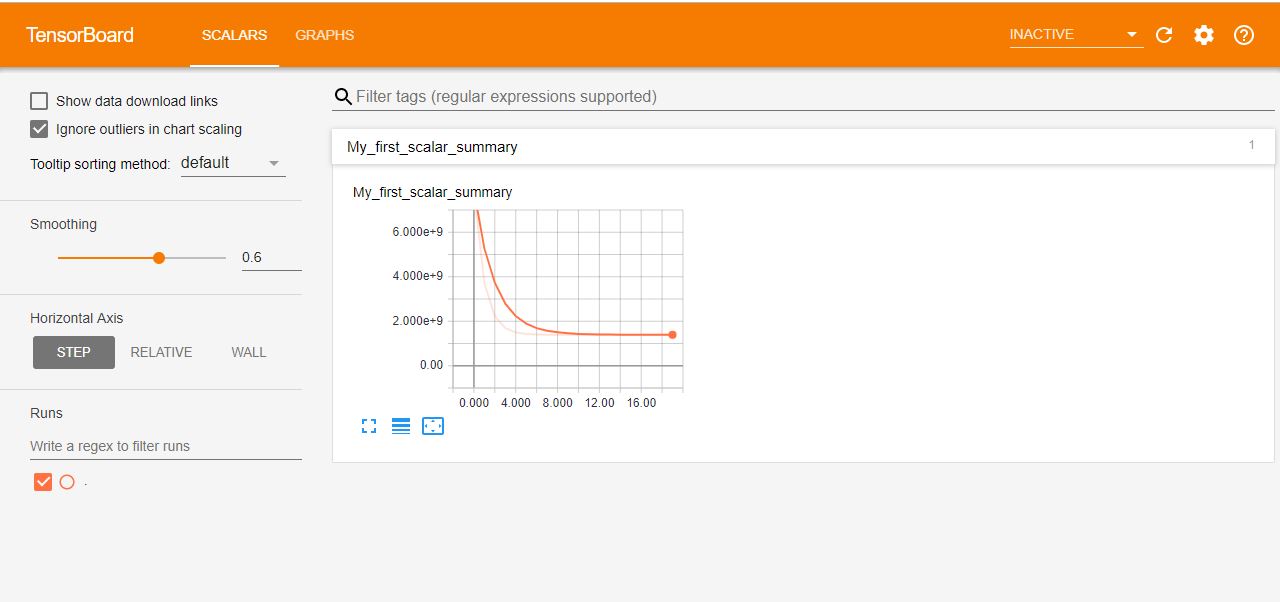 TensorBoard SCALARS GRAPHS INACTIVE
Show data download links
Ignore outliers in chart scaling
Tooltip sorting method: default
Smoothing
0.6
Horizontal Axis
STEP RELATIVE WALL
Runs
Write a regex to filter runs
.
Filter tags (regular expressions supported)
My_first_scalar_summary 1
My_first_scalar_summary
6.000e+9
4.000e+9
2.000e+9
0.00
0.000 4.000 8.000 12.00 16.00